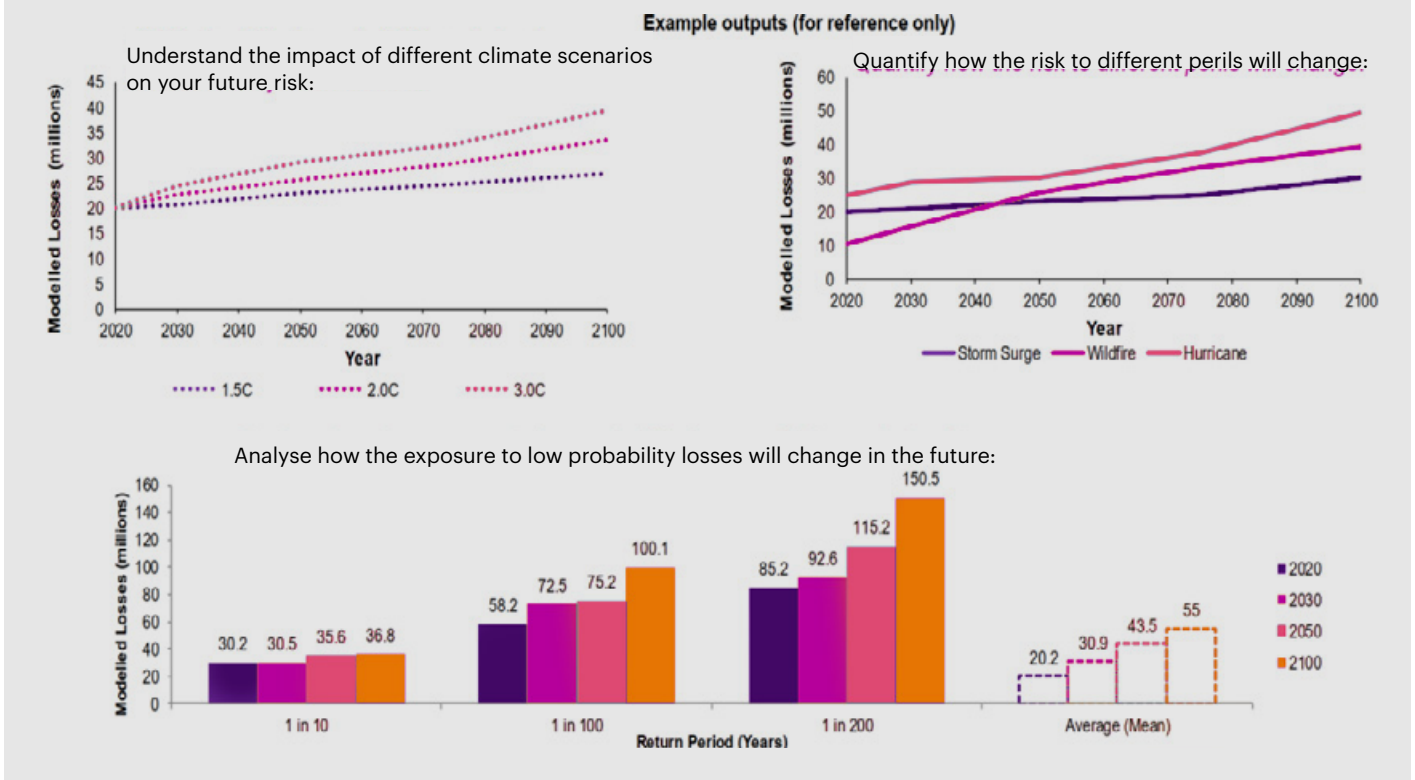 Example outputs (for reference only)
Understand the impact of different climate scenarios
on your future risk:
Modelled Losses (millions)
45
40
35
30
25
20
15
10
5
0
2020 2030 2040 2050 2060 2070 2080 2090 2100
Year
1.5C 2.0C 3.0C
Quantify how the risk to different perils will change:
Modelled Losses (millions)
60
50
40
30
20
10
0
2020 2030 2040 2050 2060 2070 2080 2090 2100
Year
Storm Surge Wildfire Hurricane
Analyse how the exposure to low probability losses will change in the future:
Modelled Losses (millions)
160
140
120
100
80
60
40
20
0
30.2 30.5 35.6 36.8
58.2 72.5 75.2 100.1
85.2 92.6 115.2 150.5
20.2 30.9 43.5 55
1 in 10 1 in 100 1 in 200 Average (Mean)
Return Period (Years)
2020
2030
2050
2100